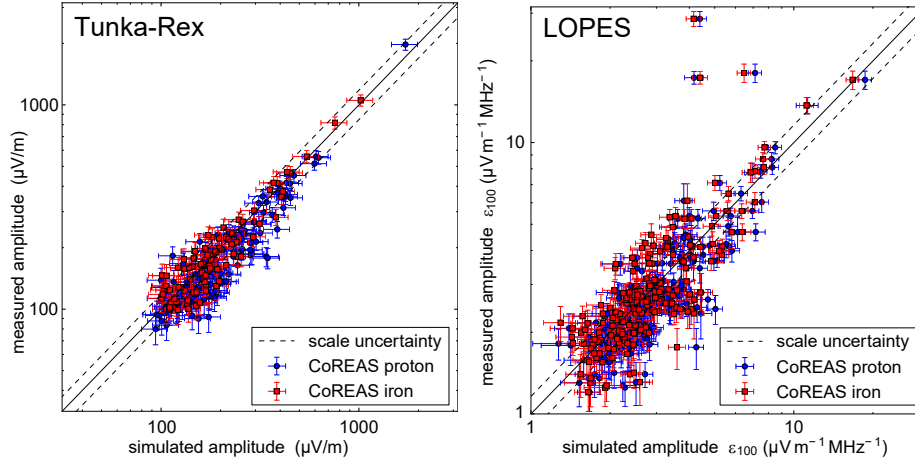 Tunka-Rex
measured amplitude (µV/m)
1000
100
100
1000
simulated amplitude (µV/m)
scale uncertainty
CoREAS proton
CoREAS iron
LOPES
measured amplitude ε₁₀₀ (µV m⁻¹ MHz⁻¹)
10
1
1
10
simulated amplitude ε₁₀₀ (µV m⁻¹ MHz⁻¹)
scale uncertainty
CoREAS proton
CoREAS iron